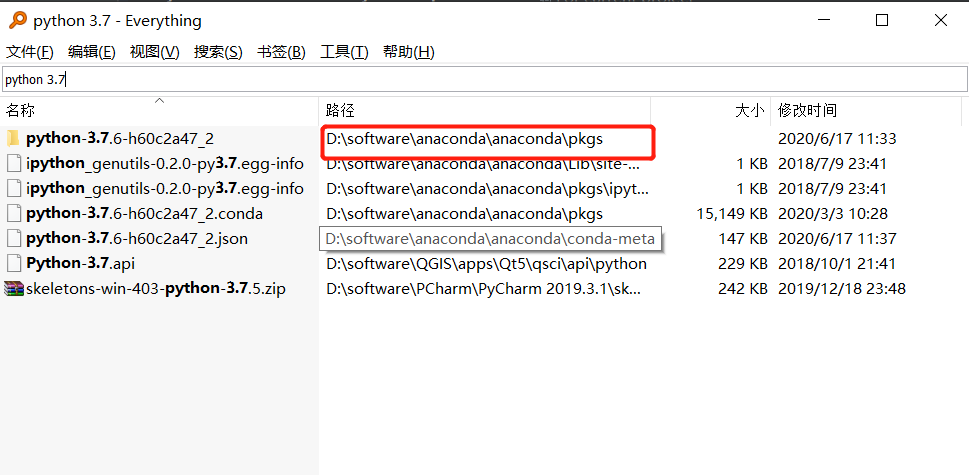 python 3.7 - Everything
文件(F) 编辑(E) 视图(V) 搜索(S) 书签(B) 工具(T) 帮助(H)
python 3.7
名称 路径 大小 修改时间
python-3.7.6-h60c2a47_2 D:\software\anaconda\anaconda\pkgs 2020/6/17 11:33
ipython_genutils-0.2.0-py3.7.egg-info D:\software\anaconda\anaconda\Lib\site-... 1 KB 2018/7/9 23:41
ipython_genutils-0.2.0-py3.7.egg-info D:\software\anaconda\anaconda\pkgs\ipyt... 1 KB 2018/7/9 23:41
python-3.7.6-h60c2a47_2.conda D:\software\anaconda\anaconda\pkgs 15,149 KB 2020/3/3 10:28
python-3.7.6-h60c2a47_2.json D:\software\anaconda\anaconda\conda-meta 147 KB 2020/6/17 11:37
Python-3.7.api D:\software\QGIS\apps\Qt5\qsci\api\python 229 KB 2018/10/1 21:41
skeletons-win-403-python-3.7.5.zip D:\software\PCharm\PyCharm 2019.3.1\sk... 242 KB 2019/12/18 23:48